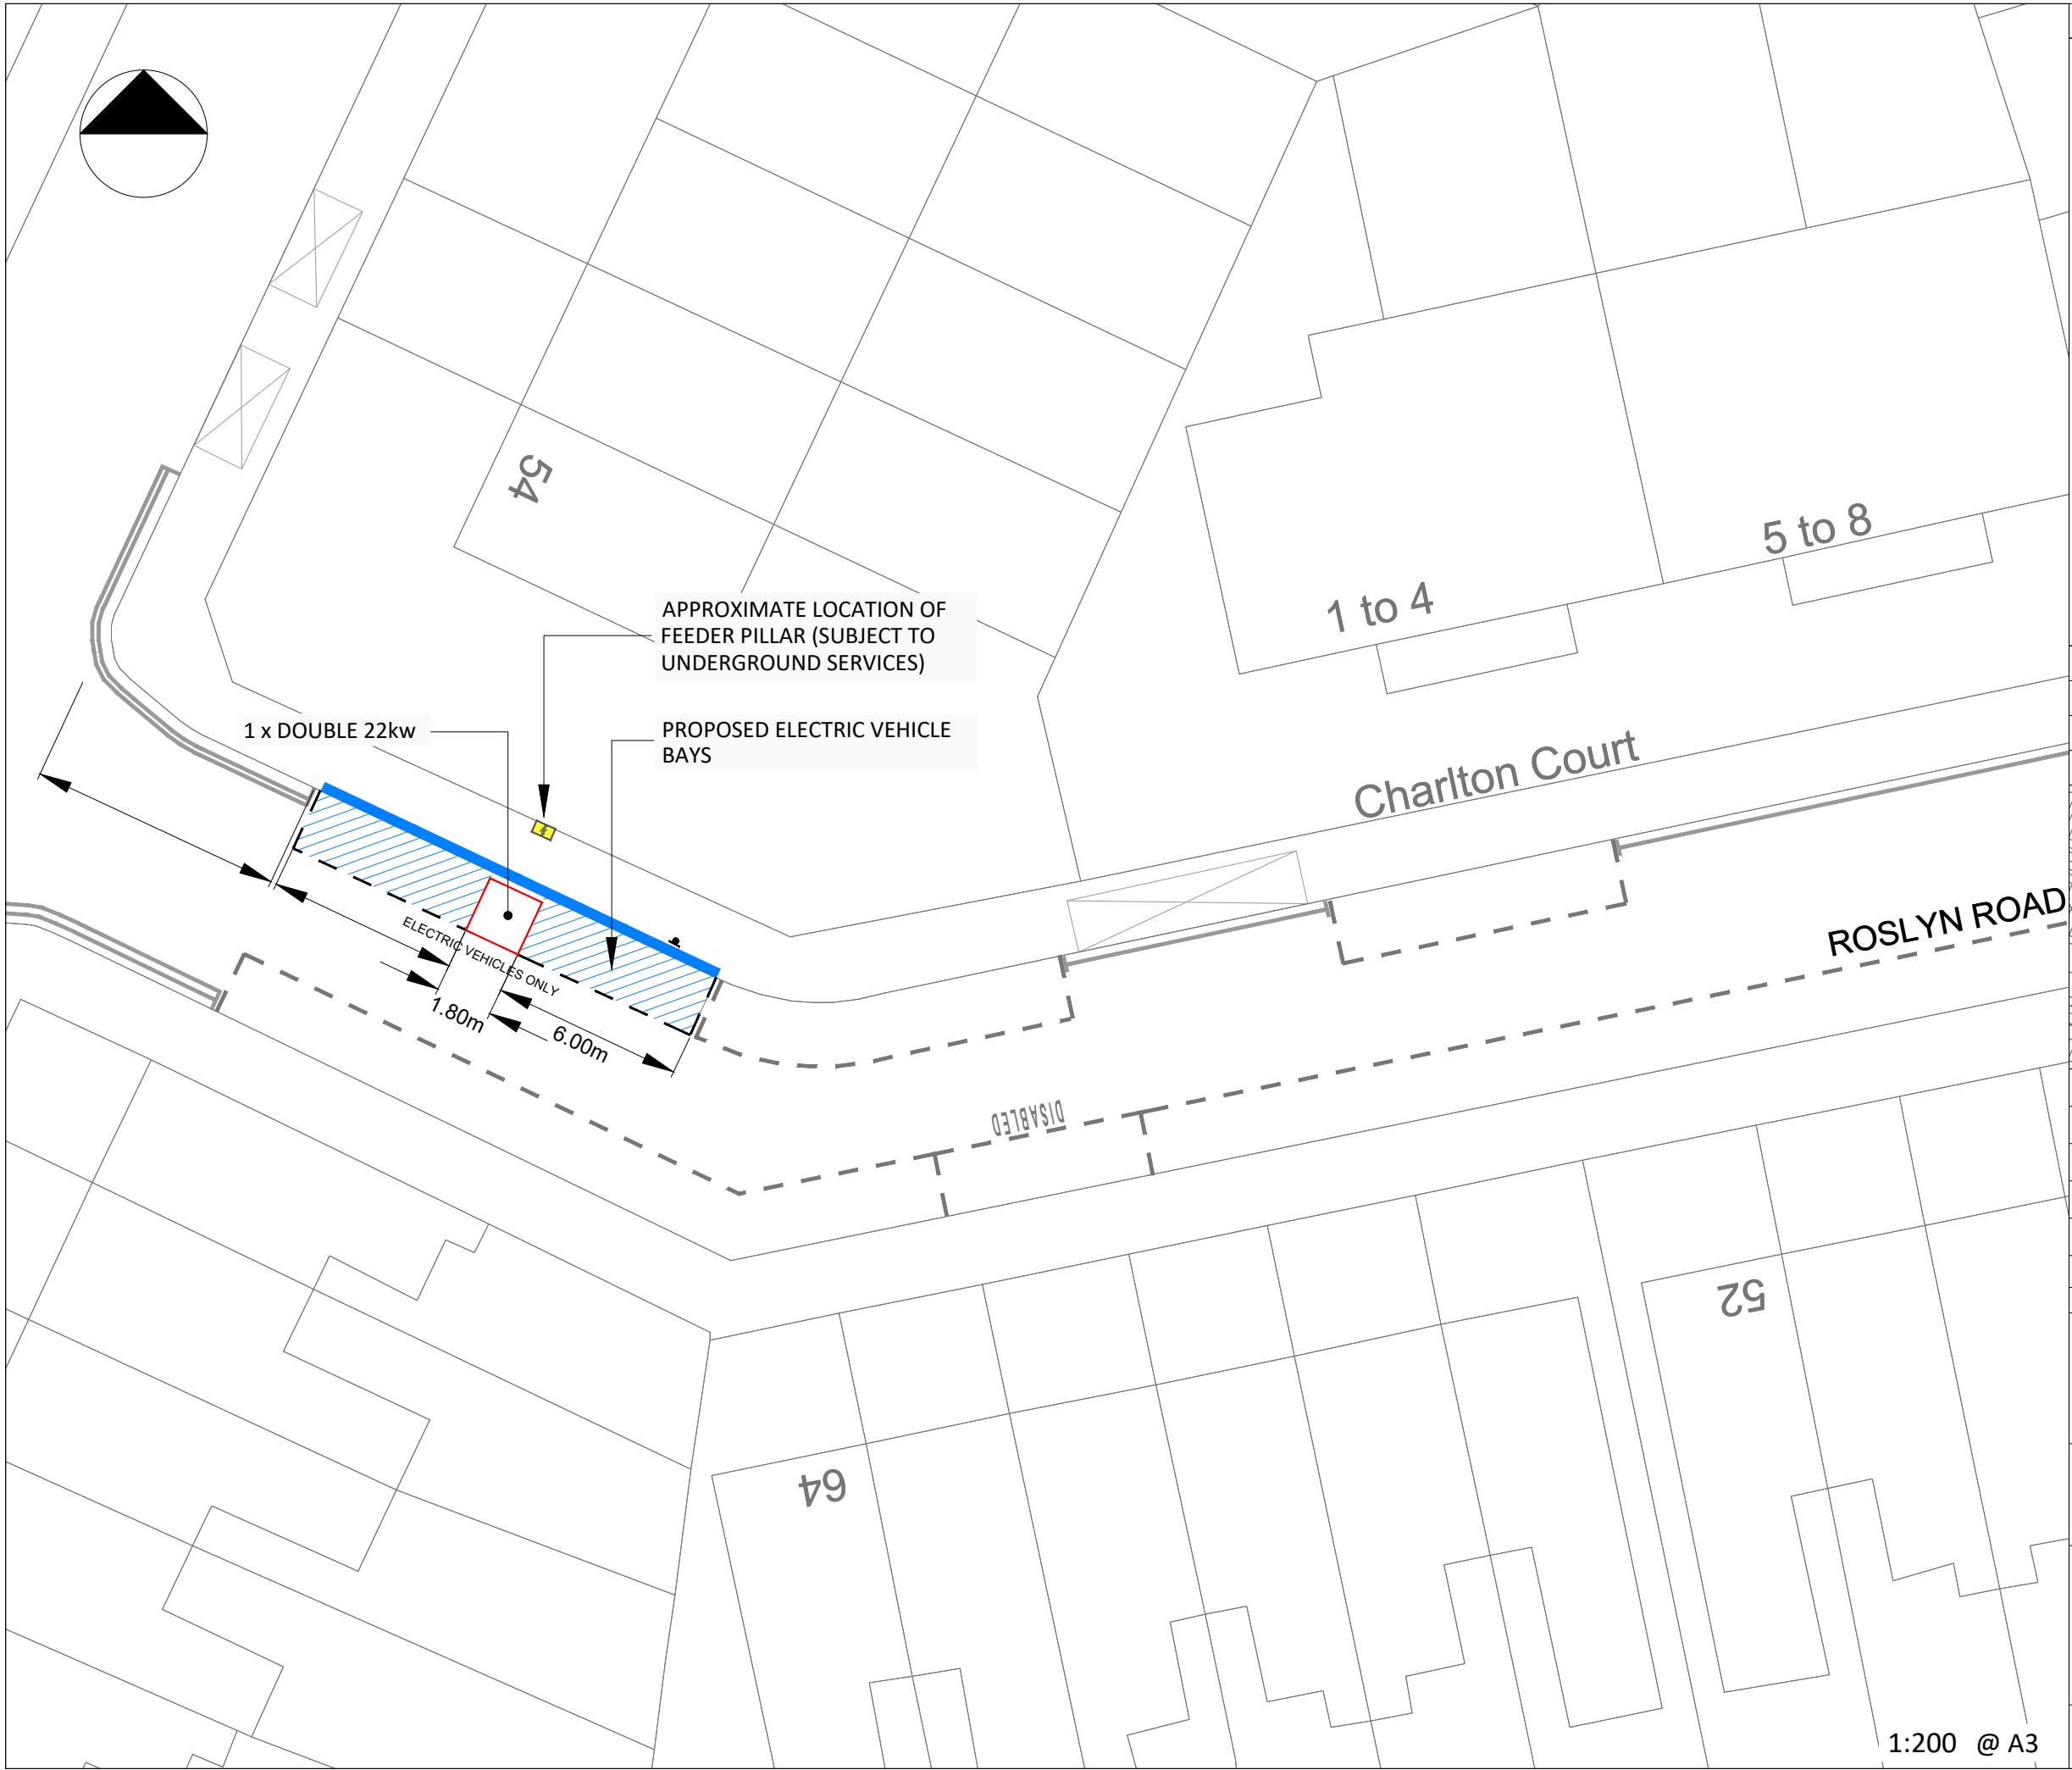 54
5 to 8
1 to 4
APPROXIMATE LOCATION OF
FEEDER PILLAR (SUBJECT TO
UNDERGROUND SERVICES)
1 x DOUBLE 22kw
PROPOSED ELECTRIC VEHICLE
BAYS
Charlton Court
ROSLYN ROAD
ELECTRIC VEHICLES ONLY
1.80m
6.00m
DISABLED
52
64
1:200 @ A3